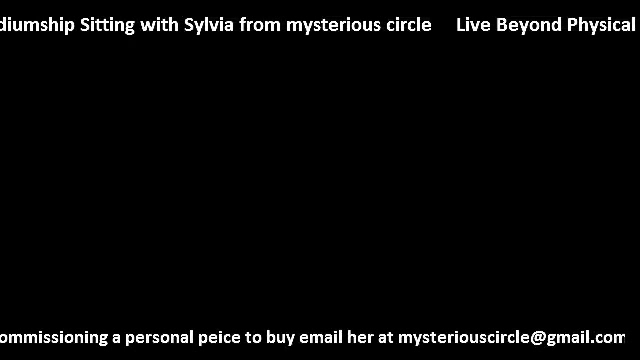 diumship Sitting with Sylvia from mysterious circle Live Beyond Physical
ommissioning a personal peice to buy email her at mysteriouscircle@gmail.com